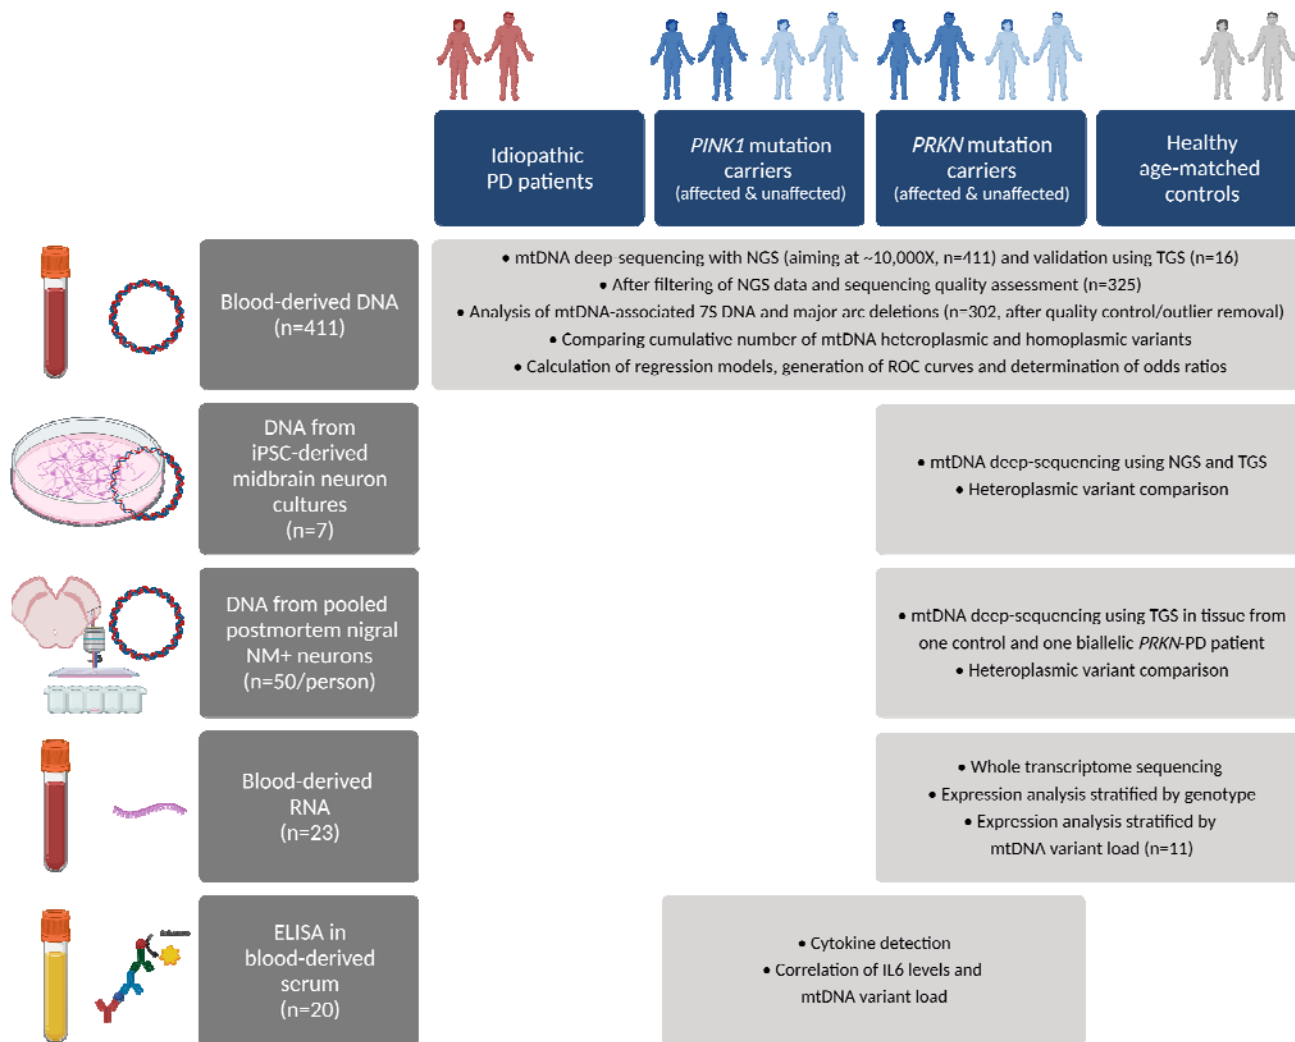 Idiopathic
PD patients
PINK1 mutation
carriers
(affected & unaffected)
PRKN mutation
carriers
(affected & unaffected)
Healthy
age-matched
controls
Blood-derived DNA
(n=411)
• mtDNA deep-sequencing with NGS (aiming at ~10,000X, n=411) and validation using TGS (n=16)
• After filtering of NGS data and sequencing quality assessment (n=325)
• Analysis of mtDNA-associated 7S DNA and major arc deletions (n=302, after quality control/outlier removal)
• Comparing cumulative number of mtDNA heteroplasmic and homoplasmic variants
• Calculation of regression models, generation of ROC curves and determination of odds ratios
DNA from
iPSC-derived
midbrain neuron
cultures
(n=7)
• mtDNA deep-sequencing using NGS and TGS
• Heteroplasmic variant comparison
DNA from pooled
postmortem nigral
NM+ neurons
(n=50/person)
• mtDNA deep-sequencing using TGS in tissue from
one control and one biallelic PRKN-PD patient
• Heteroplasmic variant comparison
Blood-derived
RNA
(n=23)
• Whole transcriptome sequencing
• Expression analysis stratified by genotype
• Expression analysis stratified by
mtDNA variant load (n=11)
ELISA in
blood-derived
serum
(n=20)
• Cytokine detection
• Correlation of IL6 levels and
mtDNA variant load